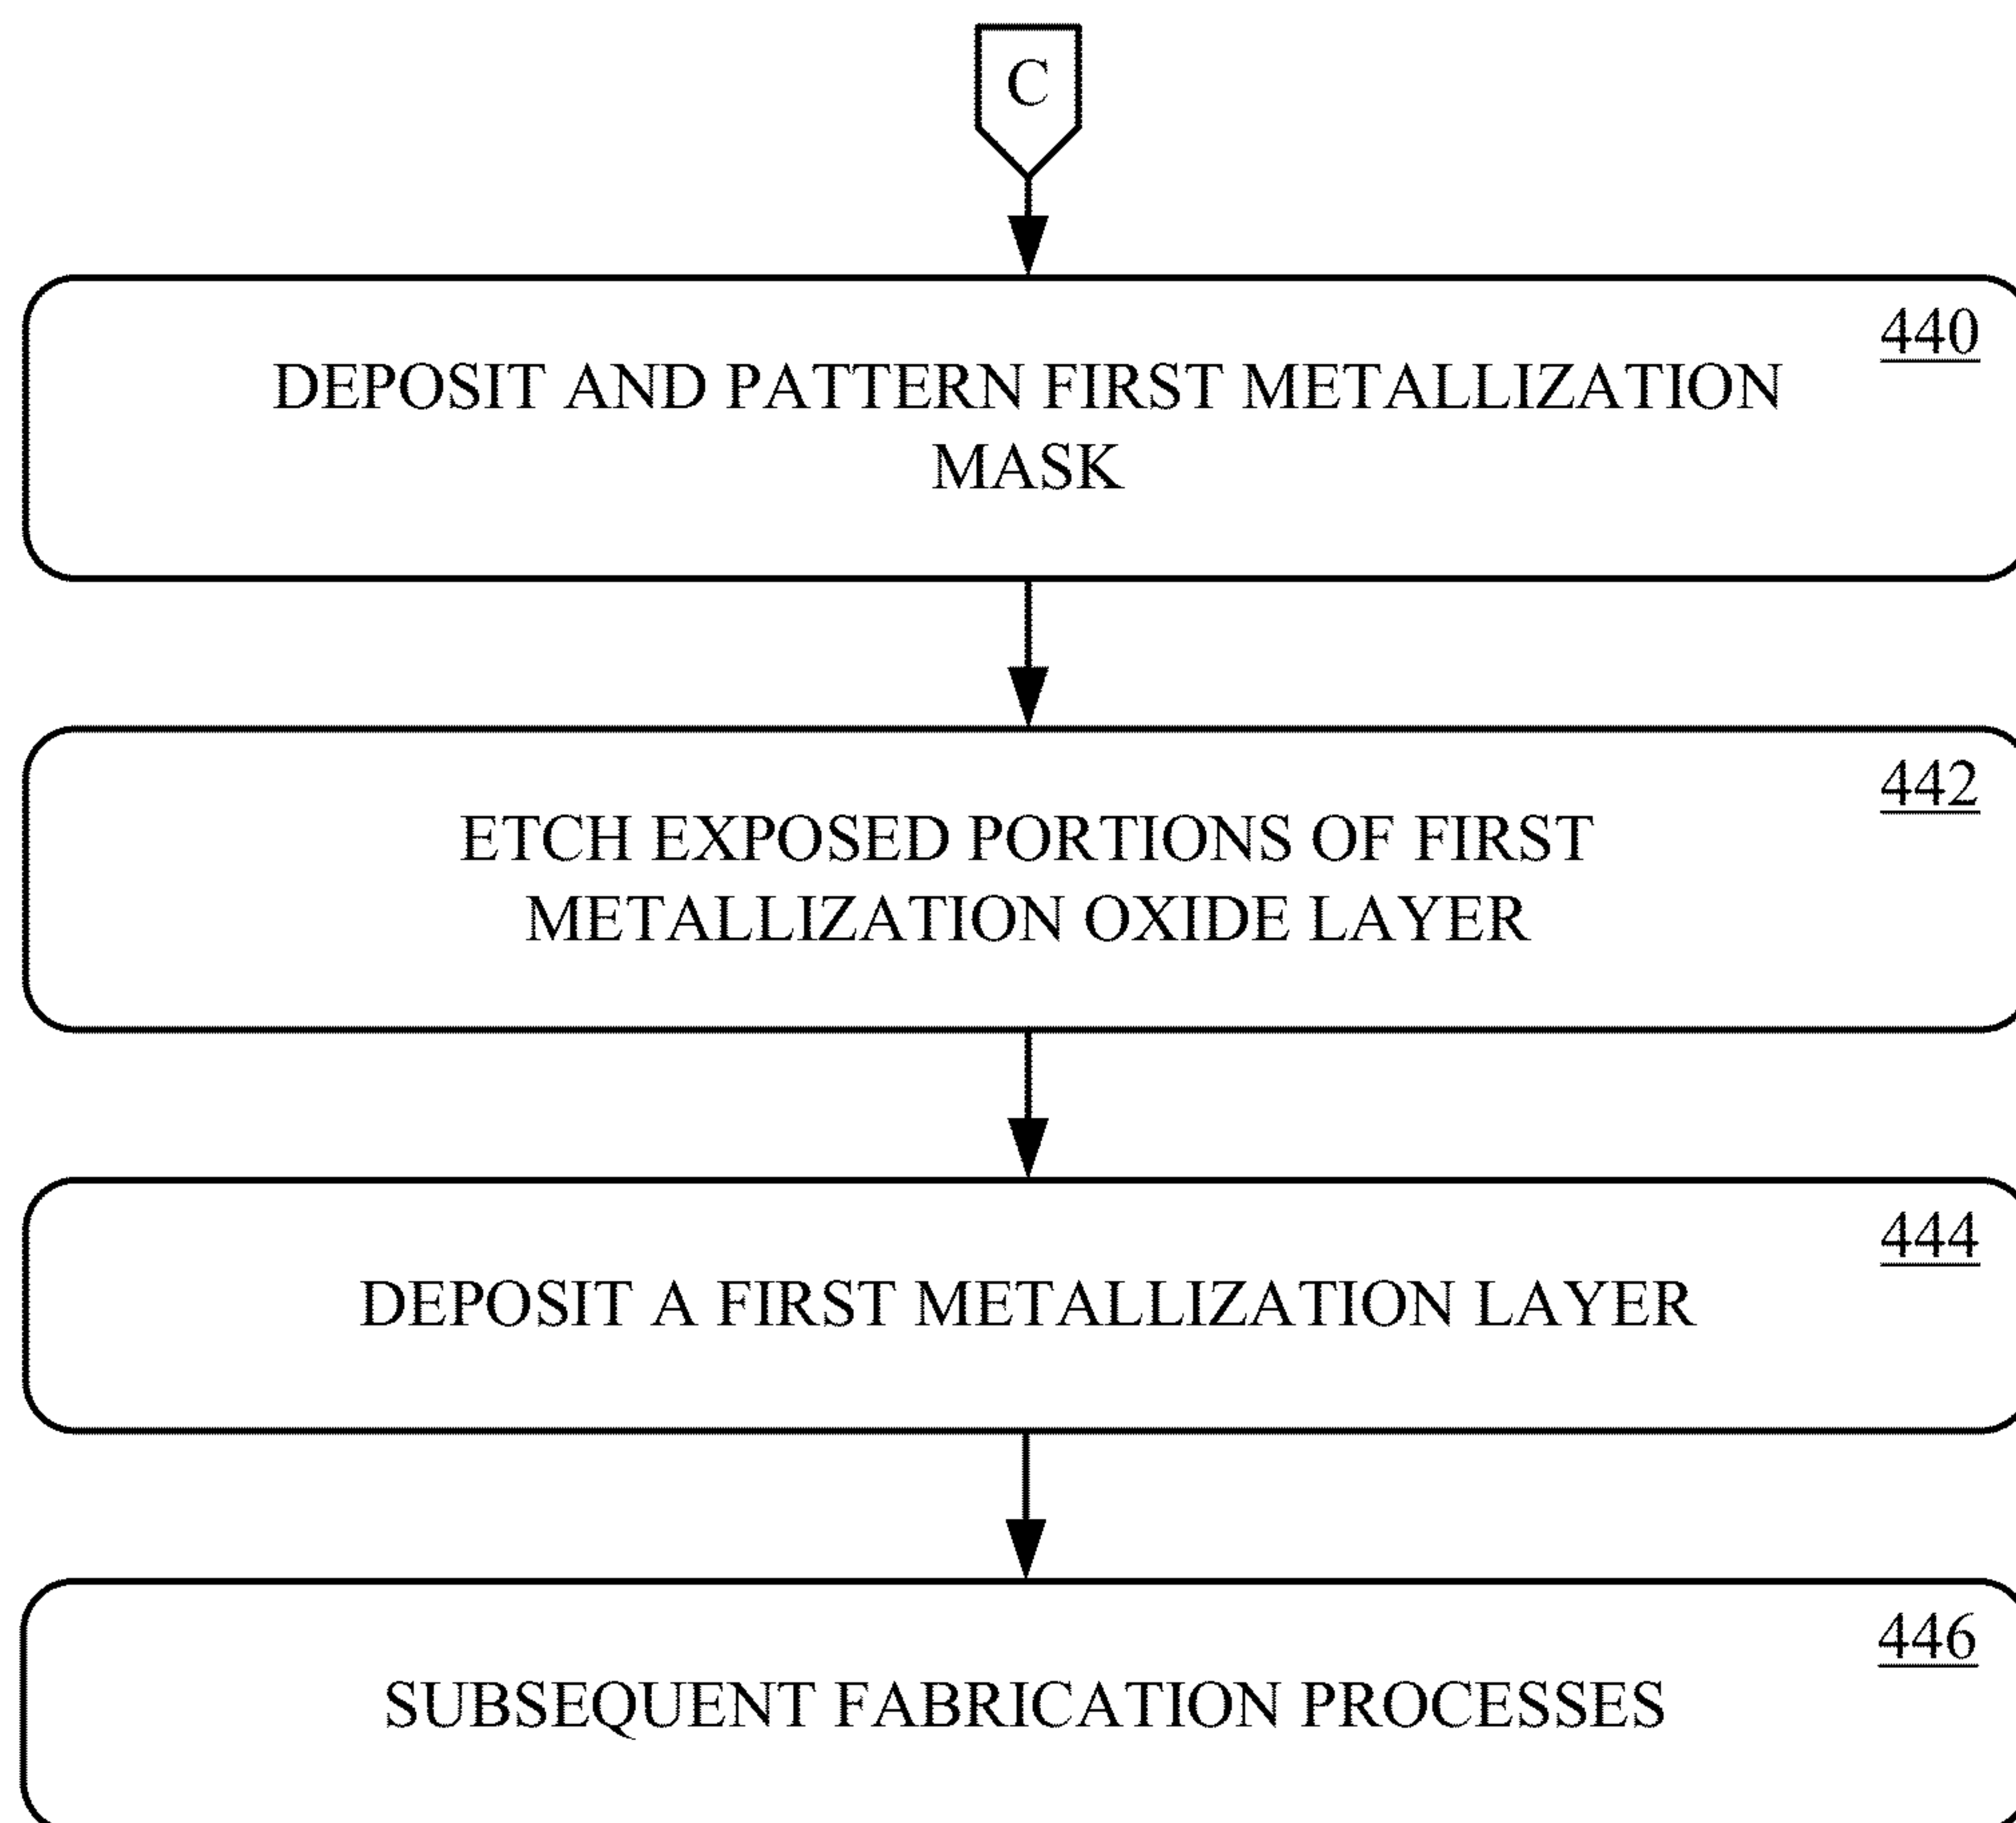 C
440
DEPOSIT AND PATTERN FIRST METALLIZATION
MASK
442
ETCH EXPOSED PORTIONS OF FIRST
METALLIZATION OXIDE LAYER
444
DEPOSIT A FIRST METALLIZATION LAYER
446
SUBSEQUENT FABRICATION PROCESSES